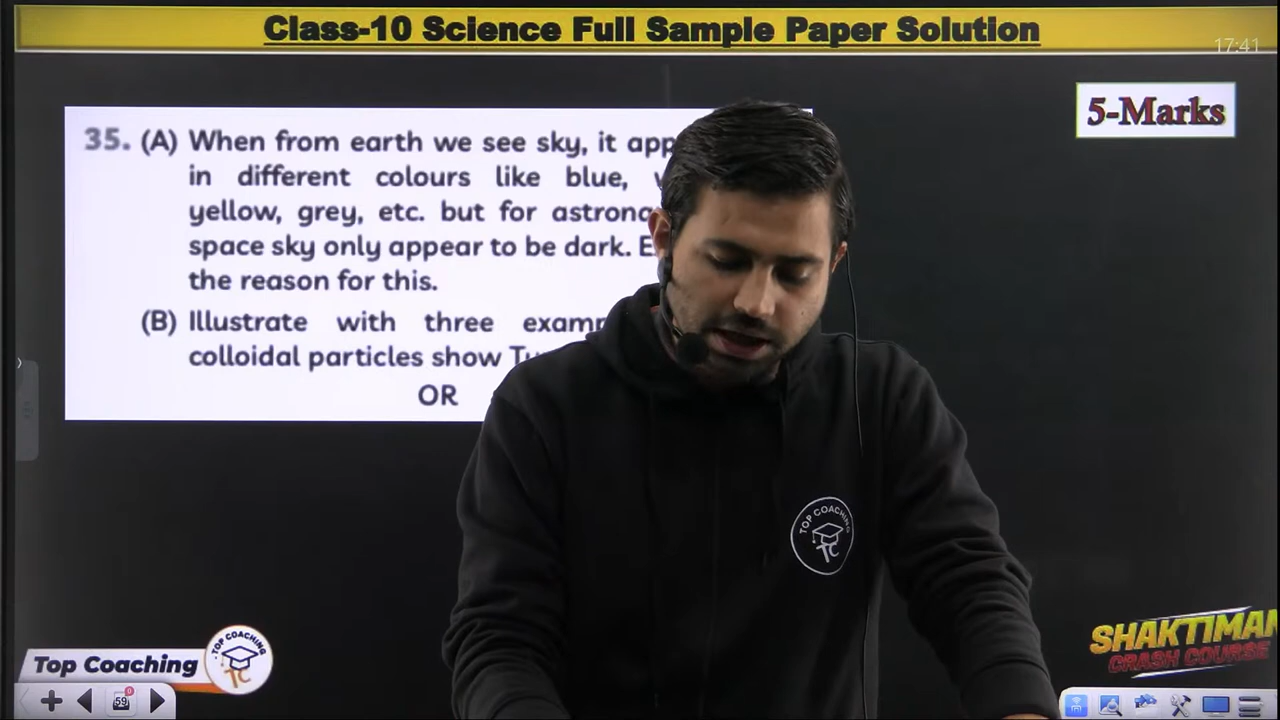 Class-10 Science Full Sample Paper Solution
17:41
5-Marks
35. (A) When from earth we see sky, it
in different colours like blue,
yellow, grey, etc. but for
space sky only appear to be dark.
the reason for this.
(B) Illustrate with three
colloidal particles show
OR
TOP COACHING
TC
SHAKTIMAN
CRASH COURSE
Top Coaching
TOP COACHING
TC
59